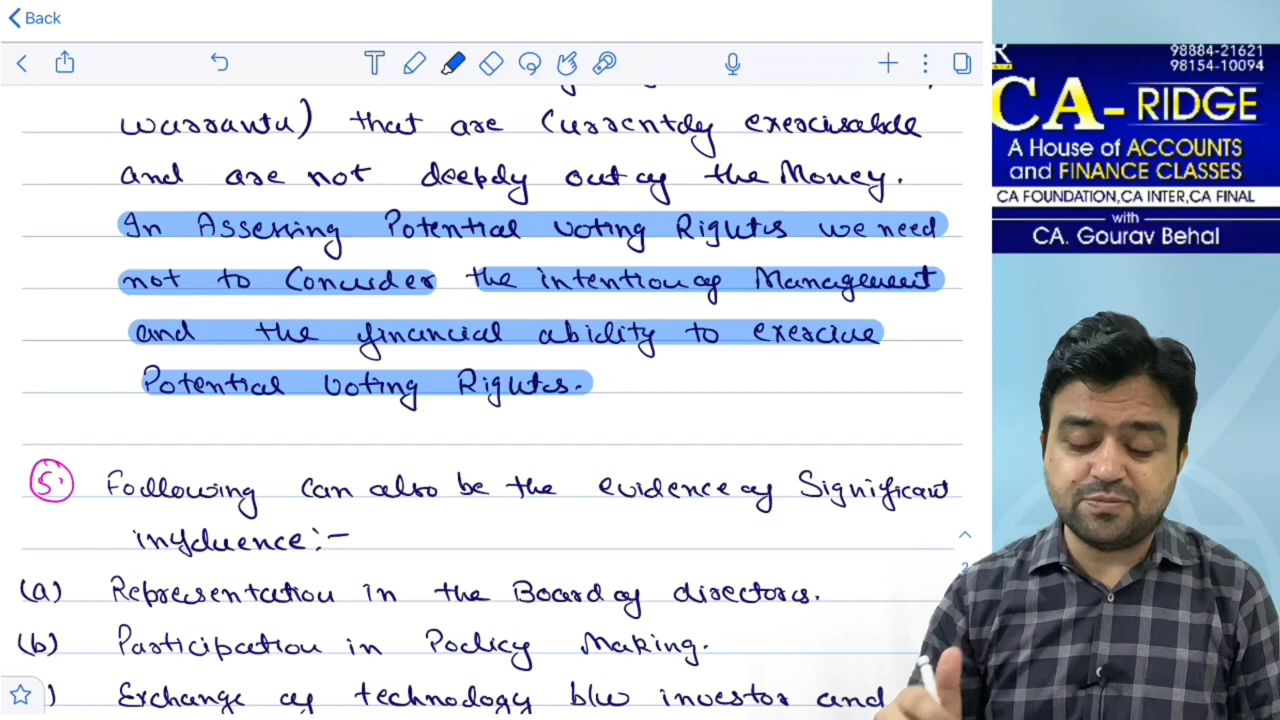 Back
98884-21621
98154-10094
R
CA- RIDGE
A House of ACCOUNTS
and FINANCE CLASSES
CA FOUNDATION,CA INTER,CA FINAL
with
CA. Gourav Behal
warrants) that are currently exercisable
and are not deeply out of the Money.
In Assessing Potential voting Rights we need
not to Consider the intention of Management
and the financial ability to exercise
Potential voting Rights.
5. Following can also be the evidence of Significant
influence:-
(a) Representation in the Board of directors.
(b) Participation in Policy Making.
) Exchange of technology b/w investor and